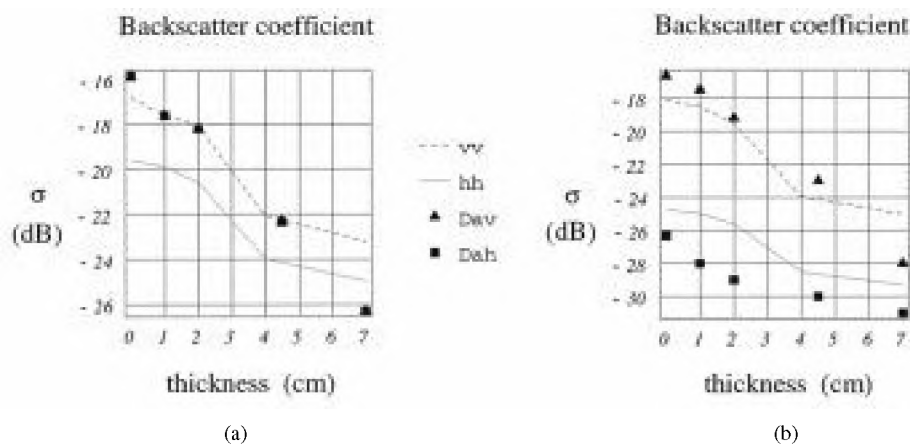 Backscatter coefficient
- 16
- 18
- 20
- 22
- 24
- 26
σ
(dB)
0 1 2 3 4 5 6 7
thickness (cm)
(a)
vv
hh
Dav
Dah
Backscatter coefficient
- 18
- 20
- 22
- 24
- 26
- 28
- 30
σ
(dB)
0 1 2 3 4 5 6 7
thickness (cm)
(b)